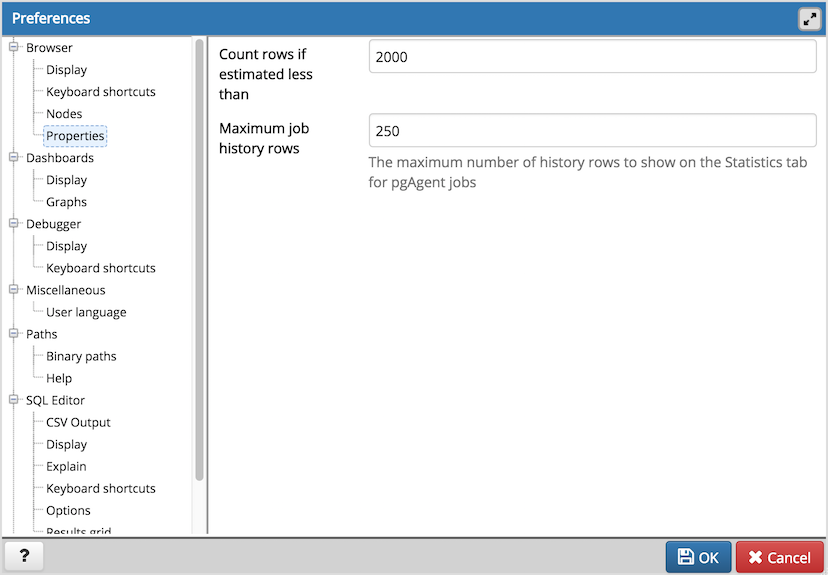 Preferences
Browser
Display
Keyboard shortcuts
Nodes
Properties
Dashboards
Display
Graphs
Debugger
Display
Keyboard shortcuts
Miscellaneous
User language
Paths
Binary paths
Help
SQL Editor
CSV Output
Display
Explain
Keyboard shortcuts
Options
Results grid
Count rows if
estimated less
than
2000
Maximum job
history rows
250
The maximum number of history rows to show on the Statistics tab
for pgAgent jobs
?
OK
Cancel